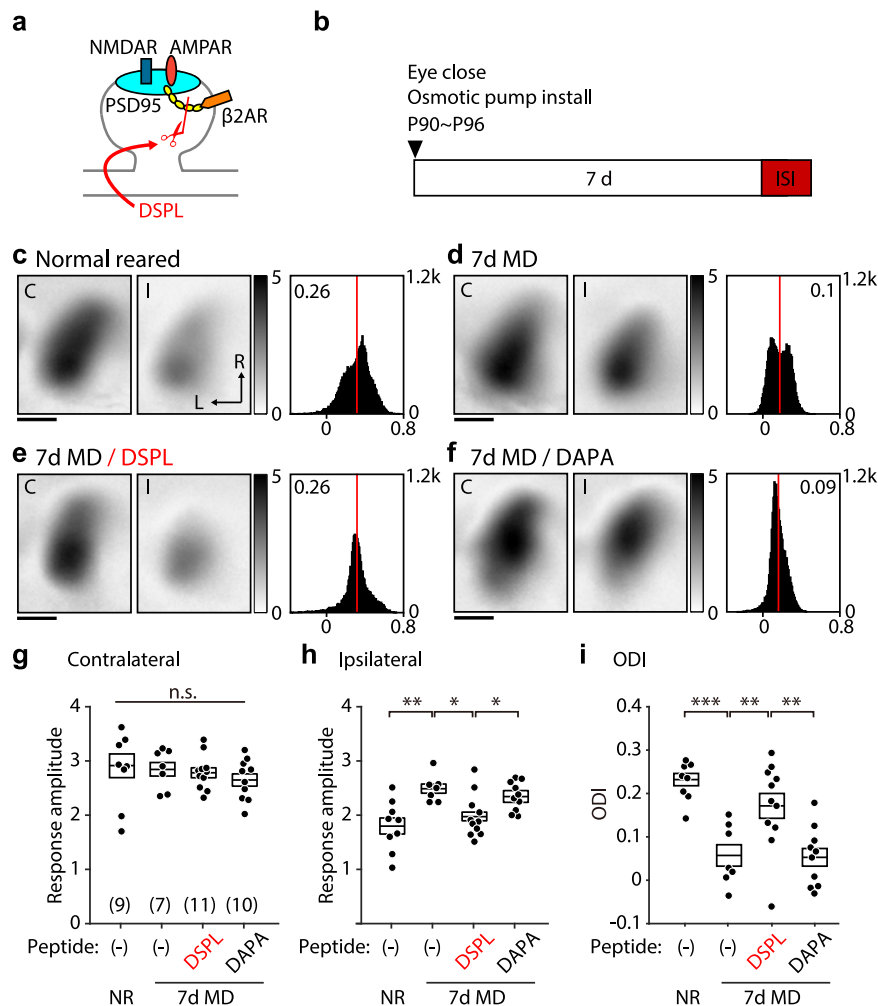 a
NMDAR AMPAR
PSD95
β2AR
DSPL
b
Eye close
Osmotic pump install
P90~P96
7 d
ISI
c Normal reared
C
I
R
L
5
0
0.26
1.2k
0
0 0.8
d 7d MD
C
I
5
0
0.1
1.2k
0
0 0.8
e 7d MD / DSPL
C
I
5
0
0.26
1.2k
0
0 0.8
f 7d MD / DAPA
C
I
5
0
0.09
1.2k
0
0 0.8
g Contralateral
n.s.
Response amplitude
4
3
2
1
0
(9) (7) (11) (10)
Peptide: (-) (-) DSPL DAPA
NR 7d MD
h Ipsilateral
** * *
Response amplitude
4
3
2
1
0
(-) (-) DSPL DAPA
NR 7d MD
i ODI
*** ** **
ODI
0.4
0.3
0.2
0.1
0
-0.1
Peptide: (-) (-) DSPL DAPA
NR 7d MD